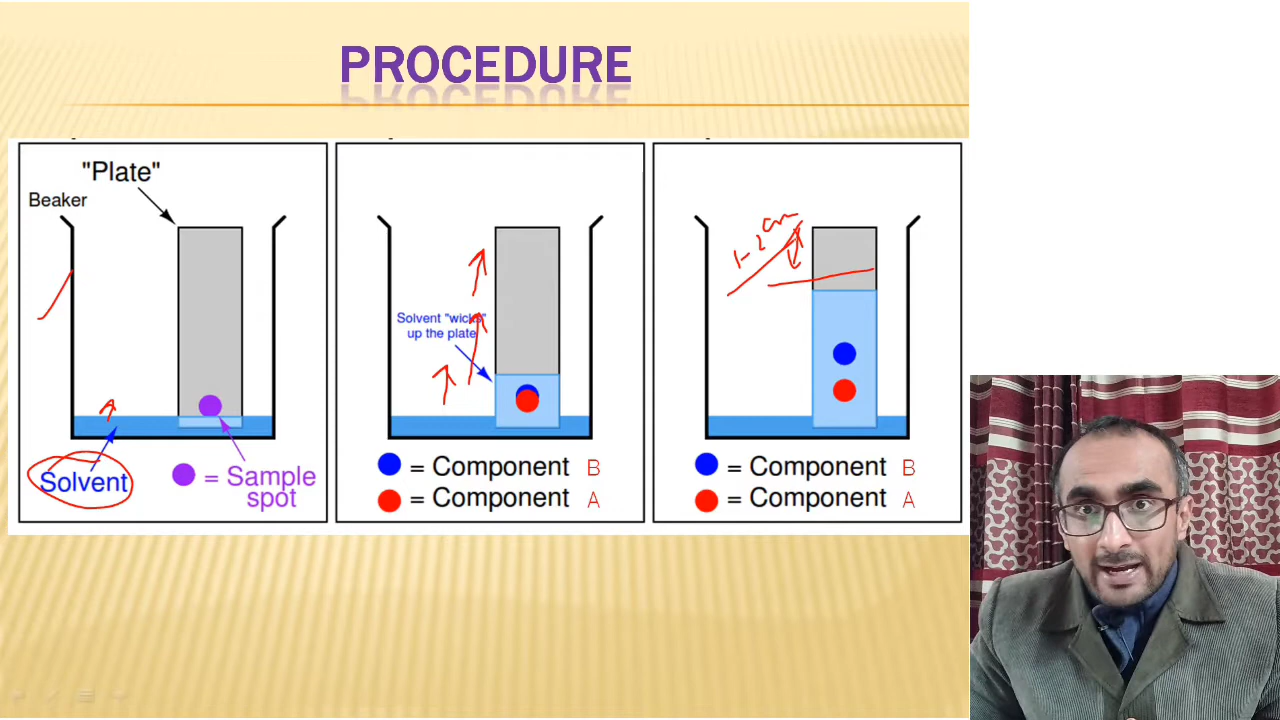 PROCEDURE
"Plate"
Beaker
Solvent
= Sample
spot
Solvent "wicks"
up the plate
= Component B
= Component A
1-2 cm
= Component B
= Component A